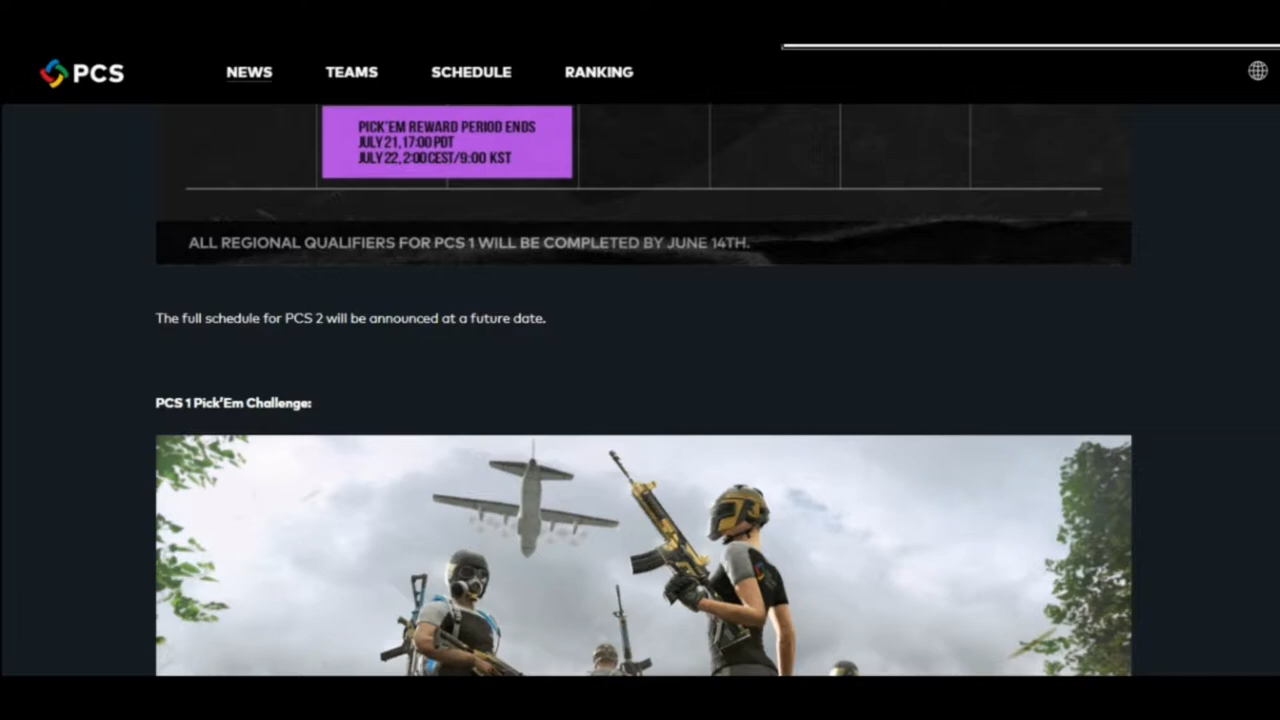 PCS
NEWS TEAMS SCHEDULE RANKING
PICK'EM REWARD PERIOD ENDS
JULY 21,17:00 PDT
JULY 22,2:00 CEST/9:00 KST
ALL REGIONAL QUALIFIERS FOR PCS 1 WILL BE COMPLETED BY JUNE 14TH.
The full schedule for PCS 2 will be announced at a future date.
PCS 1 Pick'Em Challenge: